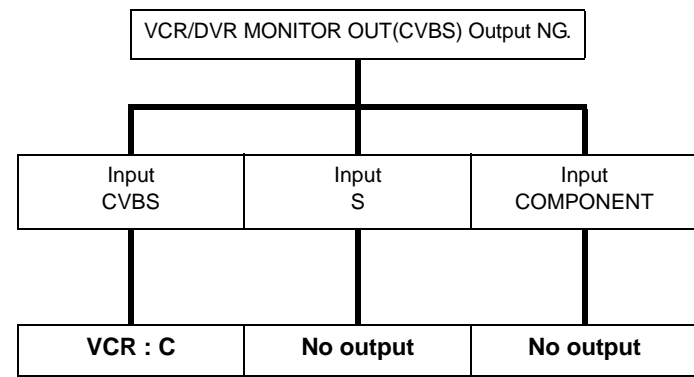 VCR/DVR MONITOR OUT(CVBS) Output NG.
Input
CVBS
Input
S
Input
COMPONENT
VCR : C
No output
No output